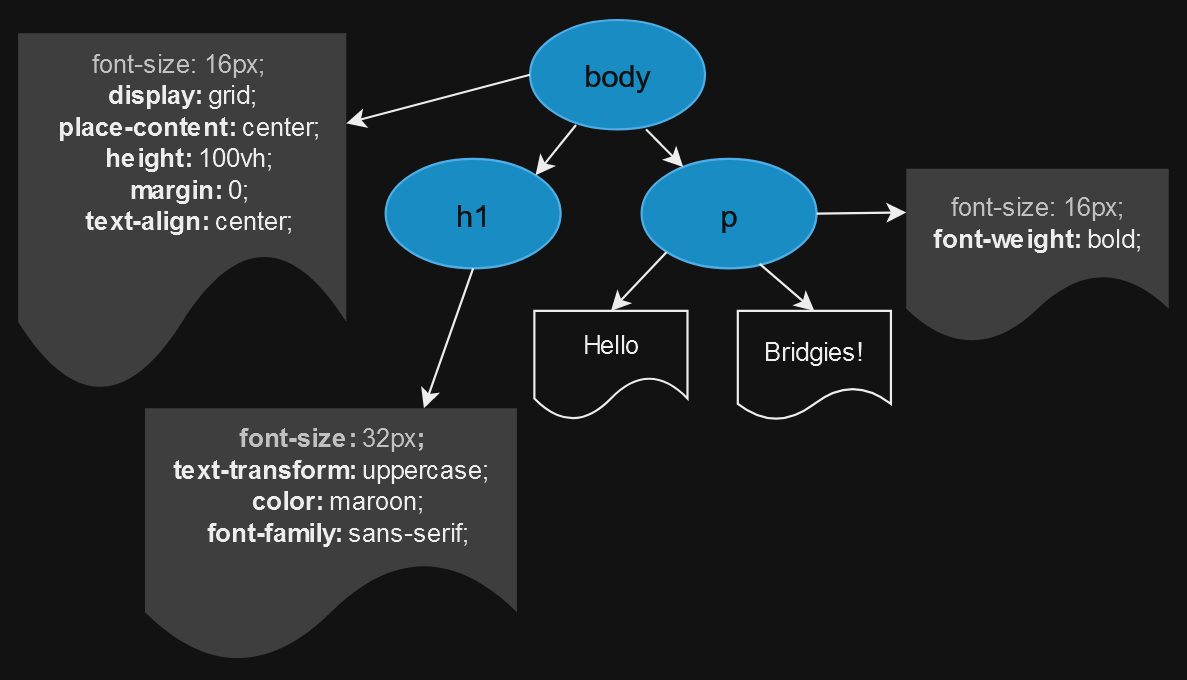 body
font-size: 16px;
display: grid;
place-content: center;
height: 100vh;
margin: 0;
text-align: center;
h1
p
font-size: 16px;
font-weight: bold;
Hello
Bridgies!
font-size: 32px;
text-transform: uppercase;
color: maroon;
font-family: sans-serif;